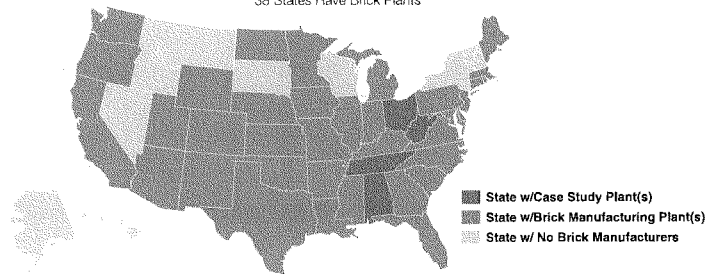 38 States Have Brick Plants
State w/Case Study Plant(s)
State w/Brick Manufacturing Plant(s)
State w/ No Brick Manufacturers